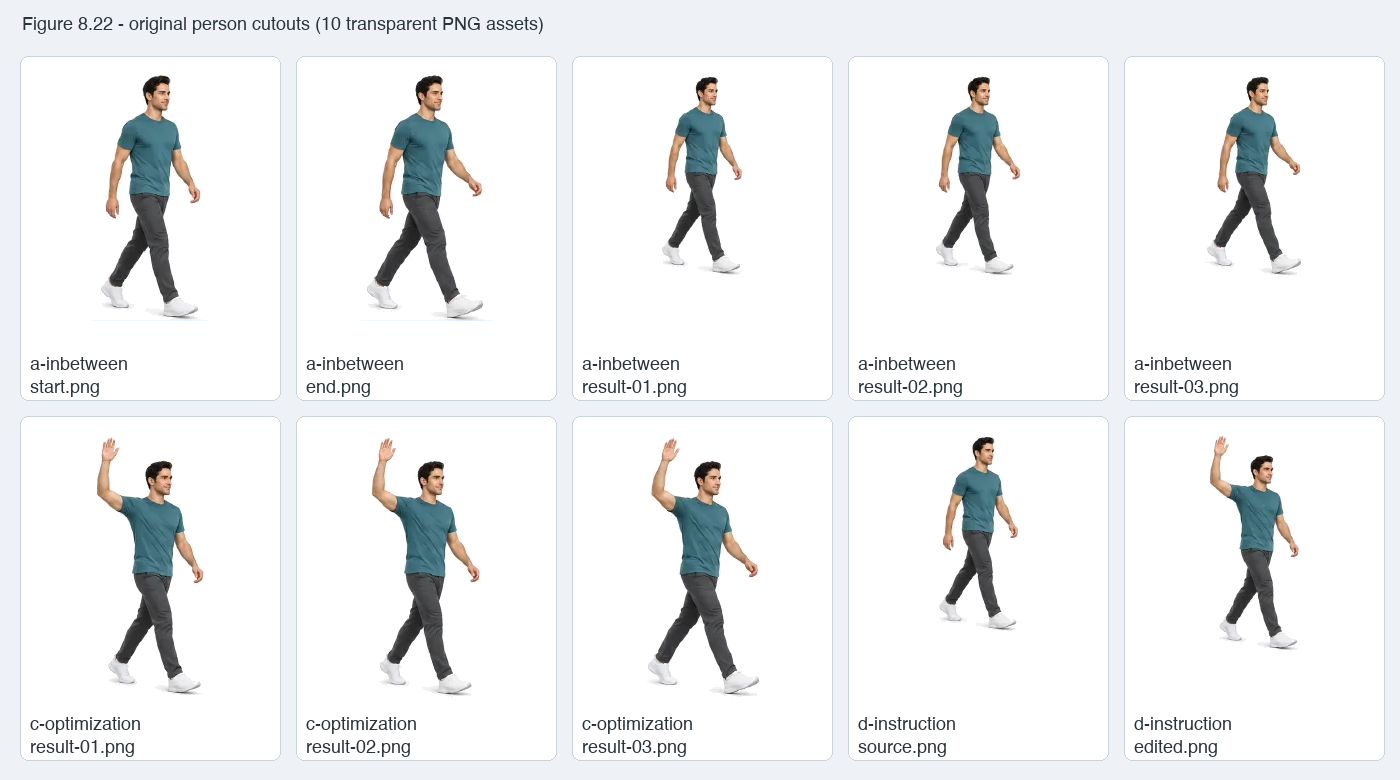 Figure 8.22 - original person cutouts (10 transparent PNG assets)
a-inbetween
start.png
a-inbetween
end.png
a-inbetween
result-01.png
a-inbetween
result-02.png
a-inbetween
result-03.png
c-optimization
result-01.png
c-optimization
result-02.png
c-optimization
result-03.png
d-instruction
source.png
d-instruction
edited.png